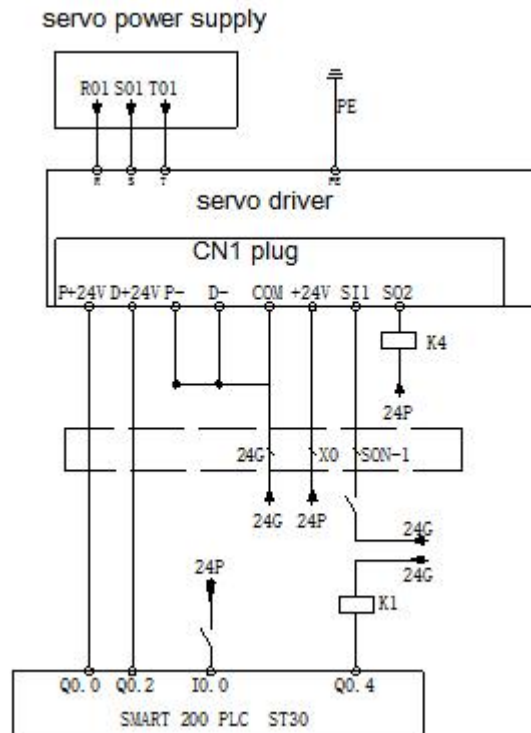 servo power supply
R01 S01 T01
PE
R S T PE
servo driver
CN1 plug
P+24V D+24V P- D- COM +24V SI1 SO2
K4
24P
24G X0 SON-1
24G 24P
24G
24P 24G
K1
Q0.0 Q0.2 I0.0 Q0.4
SMART 200 PLC ST30